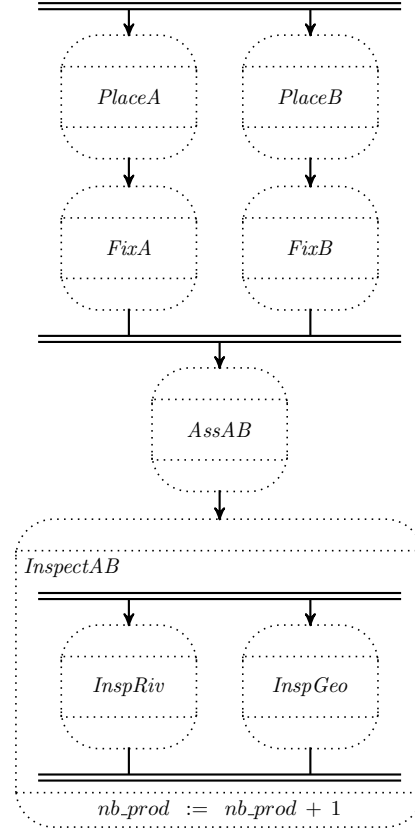 PlaceA PlaceB
FixA FixB
AssAB
InspectAB
InspRiv InspGeo
nb_prod := nb_prod + 1